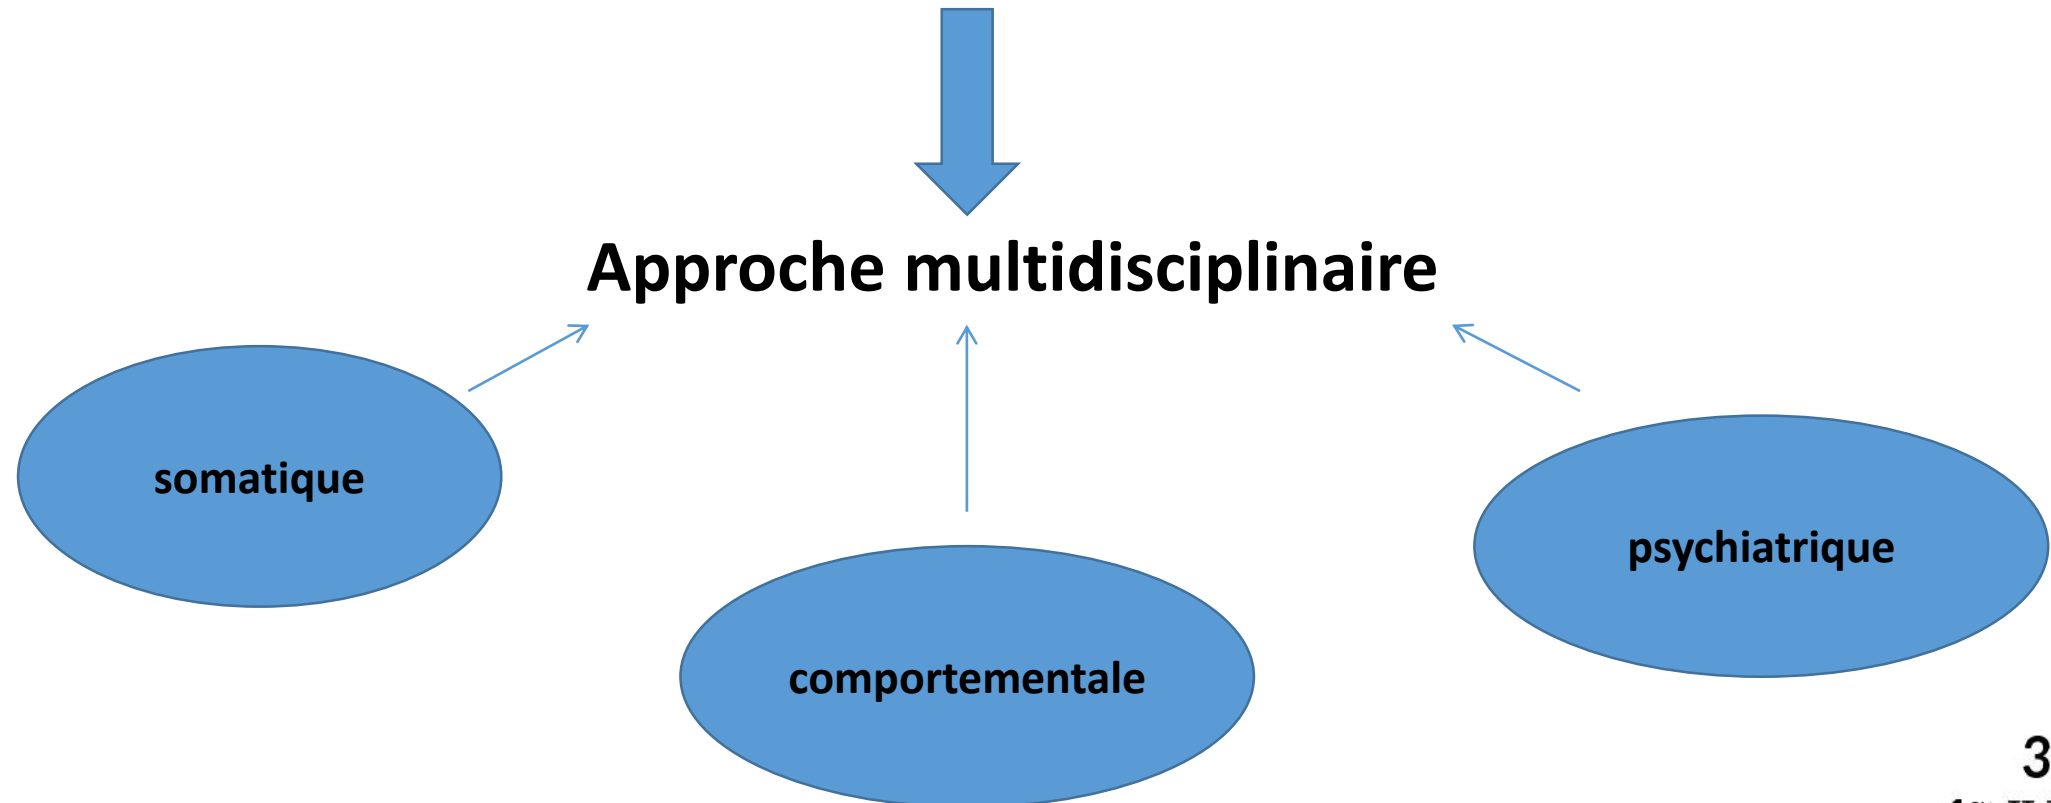 Approche multidisciplinaire
somatique
psychiatrique
comportementale
3